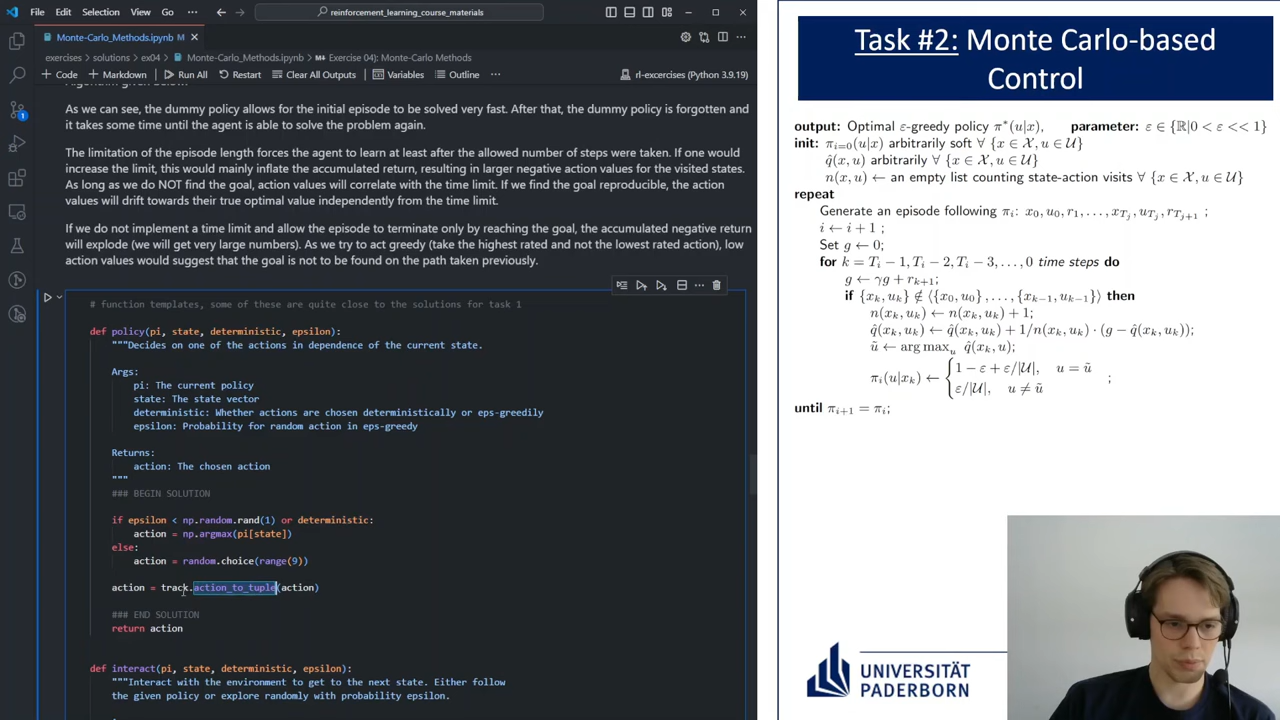 File Edit Selection View Go ...
reinforcement_learning_course_materials
Monte-Carlo_Methods.ipynb M
exercises > solutions > ex04 > Monte-Carlo_Methods.ipynb > Exercise 04): Monte-Carlo Methods
+ Code + Markdown Run All Restart Clear All Outputs Variables Outline ... rl-exercises (Python 3.9.19)
As we can see, the dummy policy allows for the initial episode to be solved very fast. After that, the dummy policy is forgotten and
it takes some time until the agent is able to solve the problem again.
The limitation of the episode length forces the agent to learn at least after the allowed number of steps were taken. If one would
increase the limit, this would mainly inflate the accumulated return, resulting in larger negative action values for the visited states.
As long as we do NOT find the goal, action values will correlate with the time limit. If we find the goal reproducible, the action
values will drift towards their true optimal value independently from the time limit.
If we do not implement a time limit and allow the episode to terminate only by reaching the goal, the accumulated negative return
will explode (we will get very large numbers). As we try to act greedy (take the highest rated and not the lowest rated action), low
action values would suggest that the goal is not to be found on the path taken previously.
# function templates, some of these are quite close to the solutions for task 1
def policy(pi, state, deterministic, epsilon):
"""Decides on one of the actions in dependence of the current state.
Args:
pi: The current policy
state: The state vector
deterministic: Whether actions are chosen deterministically or eps-greedily
epsilon: Probability for random action in eps-greedy
Returns:
action: The chosen action
"""
### BEGIN SOLUTION
if epsilon < np.random.rand(1) or deterministic:
action = np.argmax(pi[state])
else:
action = random.choice(range(9))
action = track.action_to_tuple(action)
### END SOLUTION
return action
def interact(pi, state, deterministic, epsilon):
"""Interact with the environment to get to the next state. Either follow
the given policy or explore randomly with probability epsilon.
Task #2: Monte Carlo-based
Control
output: Optimal ε-greedy policy π*(u|x), parameter: ε ∈ {ℝ|0 < ε << 1}
init: π_{i=0}(u|x) arbitrarily soft ∀ {x ∈ 𝒳, u ∈ 𝒰}
q̂(x, u) arbitrarily ∀ {x ∈ 𝒳, u ∈ 𝒰}
n(x, u) ← an empty list counting state-action visits ∀ {x ∈ 𝒳, u ∈ 𝒰}
repeat
Generate an episode following π_i: x_0, u_0, r_1, . . . , x_{T_j}, u_{T_j}, r_{T_j+1} ;
i ← i + 1 ;
Set g ← 0;
for k = T_i − 1, T_i − 2, T_i − 3, . . . , 0 time steps do
g ← γg + r_{k+1};
if {x_k, u_k} ∉ ⟨{x_0, u_0} , . . . , {x_{k−1}, u_{k−1}}⟩ then
n(x_k, u_k) ← n(x_k, u_k) + 1;
q̂(x_k, u_k) ← q̂(x_k, u_k) + 1/n(x_k, u_k) · (g − q̂(x_k, u_k));
ũ ← arg max_u q̂(x_k, u);
π_i(u|x_k) ← { 1 − ε + ε/|𝒰|, u = ũ
ε/|𝒰|, u ≠ ũ ;
until π_{i+1} = π_i;
UNIVERSITÄT
PADERBORN